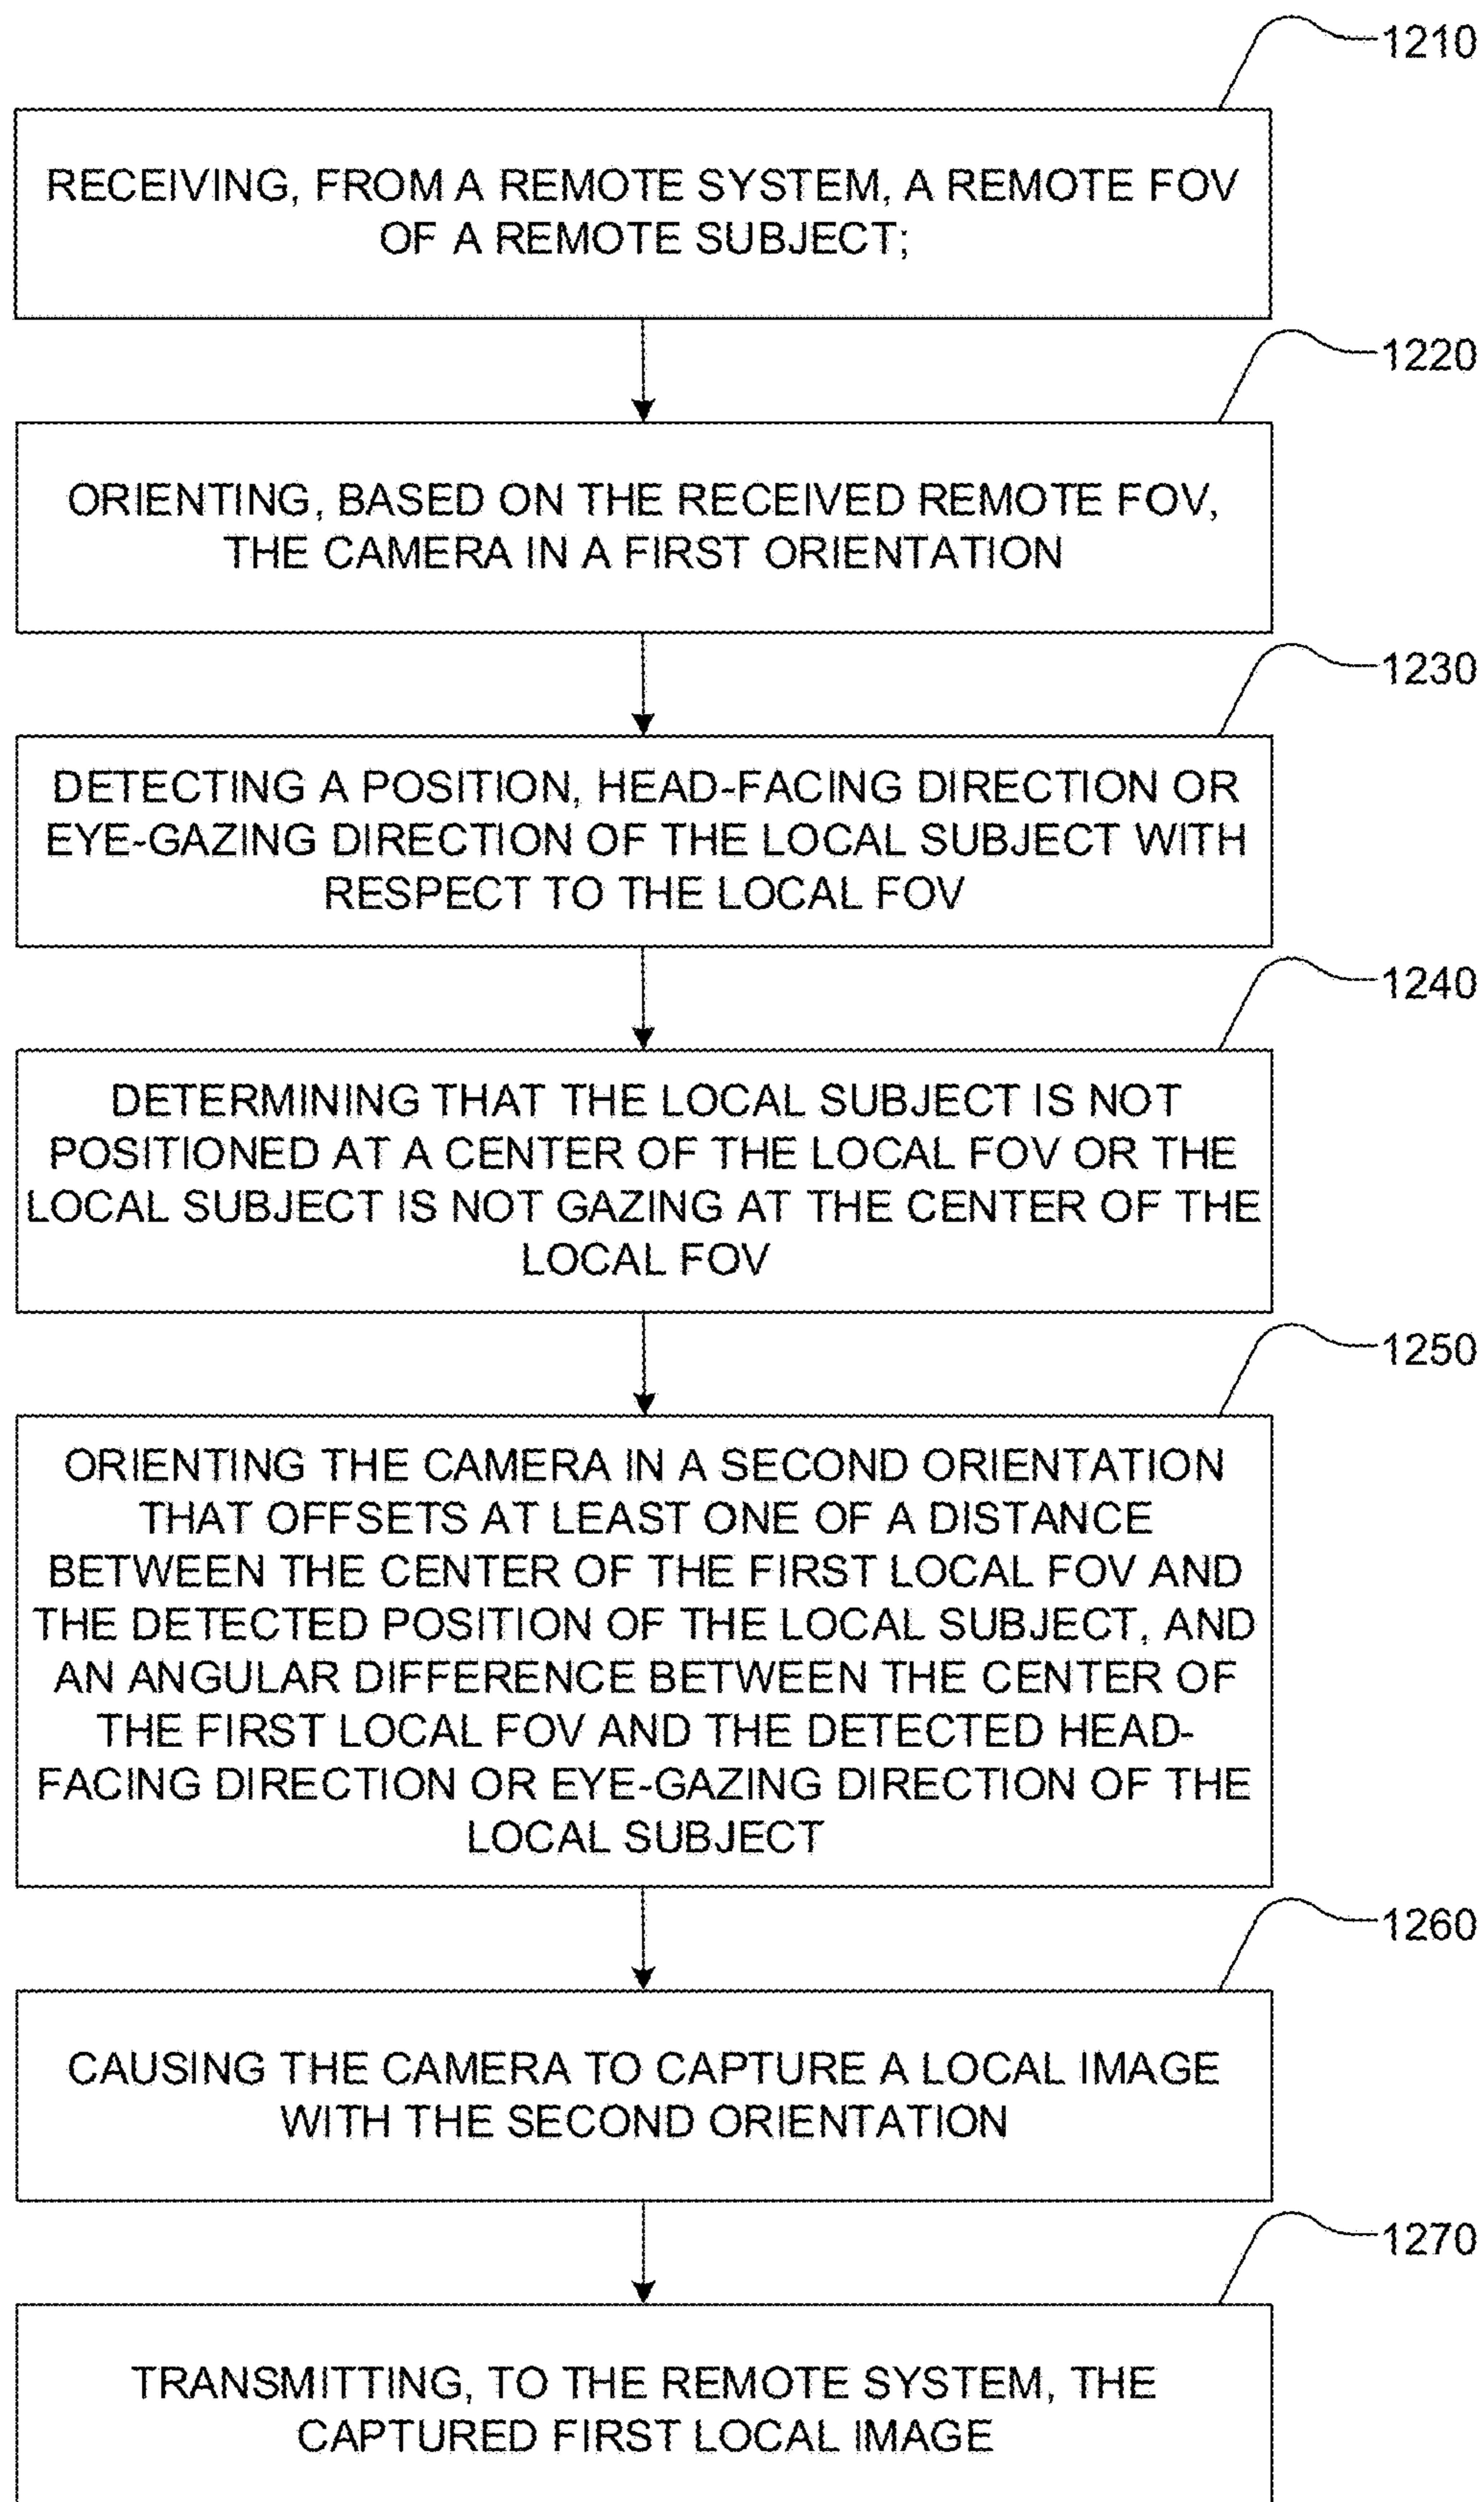 1210
RECEIVING, FROM A REMOTE SYSTEM, A REMOTE FOV
OF A REMOTE SUBJECT;
1220
ORIENTING, BASED ON THE RECEIVED REMOTE FOV,
THE CAMERA IN A FIRST ORIENTATION
1230
DETECTING A POSITION, HEAD-FACING DIRECTION OR
EYE-GAZING DIRECTION OF THE LOCAL SUBJECT WITH
RESPECT TO THE LOCAL FOV
1240
DETERMINING THAT THE LOCAL SUBJECT IS NOT
POSITIONED AT A CENTER OF THE LOCAL FOV OR THE
LOCAL SUBJECT IS NOT GAZING AT THE CENTER OF THE
LOCAL FOV
1250
ORIENTING THE CAMERA IN A SECOND ORIENTATION
THAT OFFSETS AT LEAST ONE OF A DISTANCE
BETWEEN THE CENTER OF THE FIRST LOCAL FOV AND
THE DETECTED POSITION OF THE LOCAL SUBJECT, AND
AN ANGULAR DIFFERENCE BETWEEN THE CENTER OF
THE FIRST LOCAL FOV AND THE DETECTED HEAD-
FACING DIRECTION OR EYE-GAZING DIRECTION OF THE
LOCAL SUBJECT
1260
CAUSING THE CAMERA TO CAPTURE A LOCAL IMAGE
WITH THE SECOND ORIENTATION
1270
TRANSMITTING, TO THE REMOTE SYSTEM, THE
CAPTURED FIRST LOCAL IMAGE